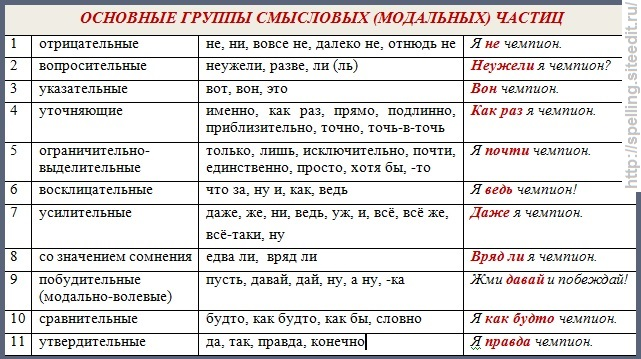 ОСНОВНЫЕ ГРУППЫ СМЫСЛОВЫХ (МОДАЛЬНЫХ) ЧАСТИЦ
1 отрицательные не, ни, вовсе не, далеко не, отнюдь не Я не чемпион.
2 вопросительные неужели, разве, ли (ль) Неужели я чемпион?
3 указательные вот, вон, это Вон чемпион.
4 уточняющие именно, как раз, прямо, подлинно, Как раз я чемпион.
приблизительно, точно, точь-в-точь
5 ограничительно- только, лишь, исключительно, почти, Я почти чемпион.
выделительные единственно, просто, хотя бы, -то
6 восклицательные что за, ну и, как, ведь Я ведь чемпион!
7 усилительные даже, же, ни, ведь, уж, и, всё, всё же, Даже я чемпион.
всё-таки, ну
8 со значением сомнения едва ли, вряд ли Вряд ли я чемпион.
9 побудительные пусть, давай, дай, ну, а ну, -ка Жми давай и побеждай!
(модально-волевые)
10 сравнительные будто, как будто, как бы, словно Я как будто чемпион.
11 утвердительные да, так, правда, конечно Я правда чемпион.
http://spelling.siteedit.ru/